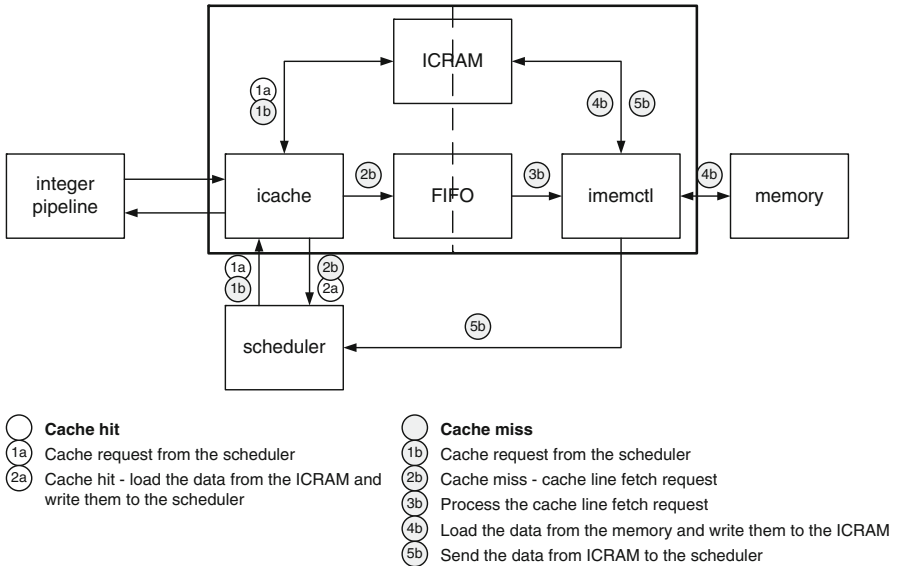 ICRAM
1a
1b
4b
5b
integer
pipeline
icache
2b
FIFO
3b
imemctl
4b
memory
1a
1b
2b
2a
5b
scheduler
Cache hit
1a Cache request from the scheduler
2a Cache hit - load the data from the ICRAM and
write them to the scheduler
Cache miss
1b Cache request from the scheduler
2b Cache miss - cache line fetch request
3b Process the cache line fetch request
4b Load the data from the memory and write them to the ICRAM
5b Send the data from ICRAM to the scheduler